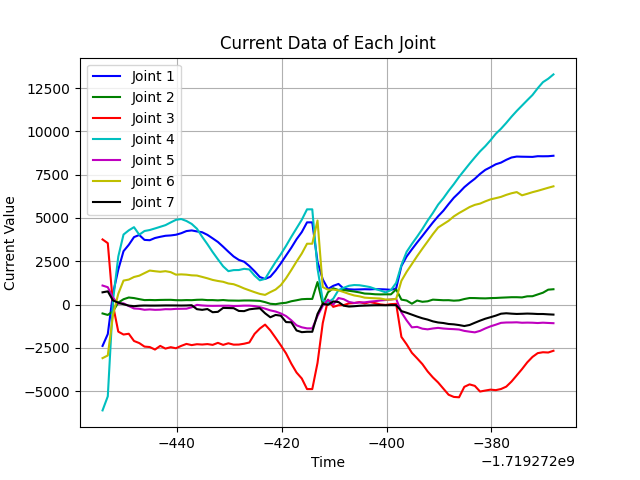 Current Data of Each Joint
Joint 1
Joint 2
Joint 3
Joint 4
Joint 5
Joint 6
Joint 7
12500
10000
7500
5000
2500
0
−2500
−5000
Current Value
−440 −420 −400 −380
Time
−1.719272e9